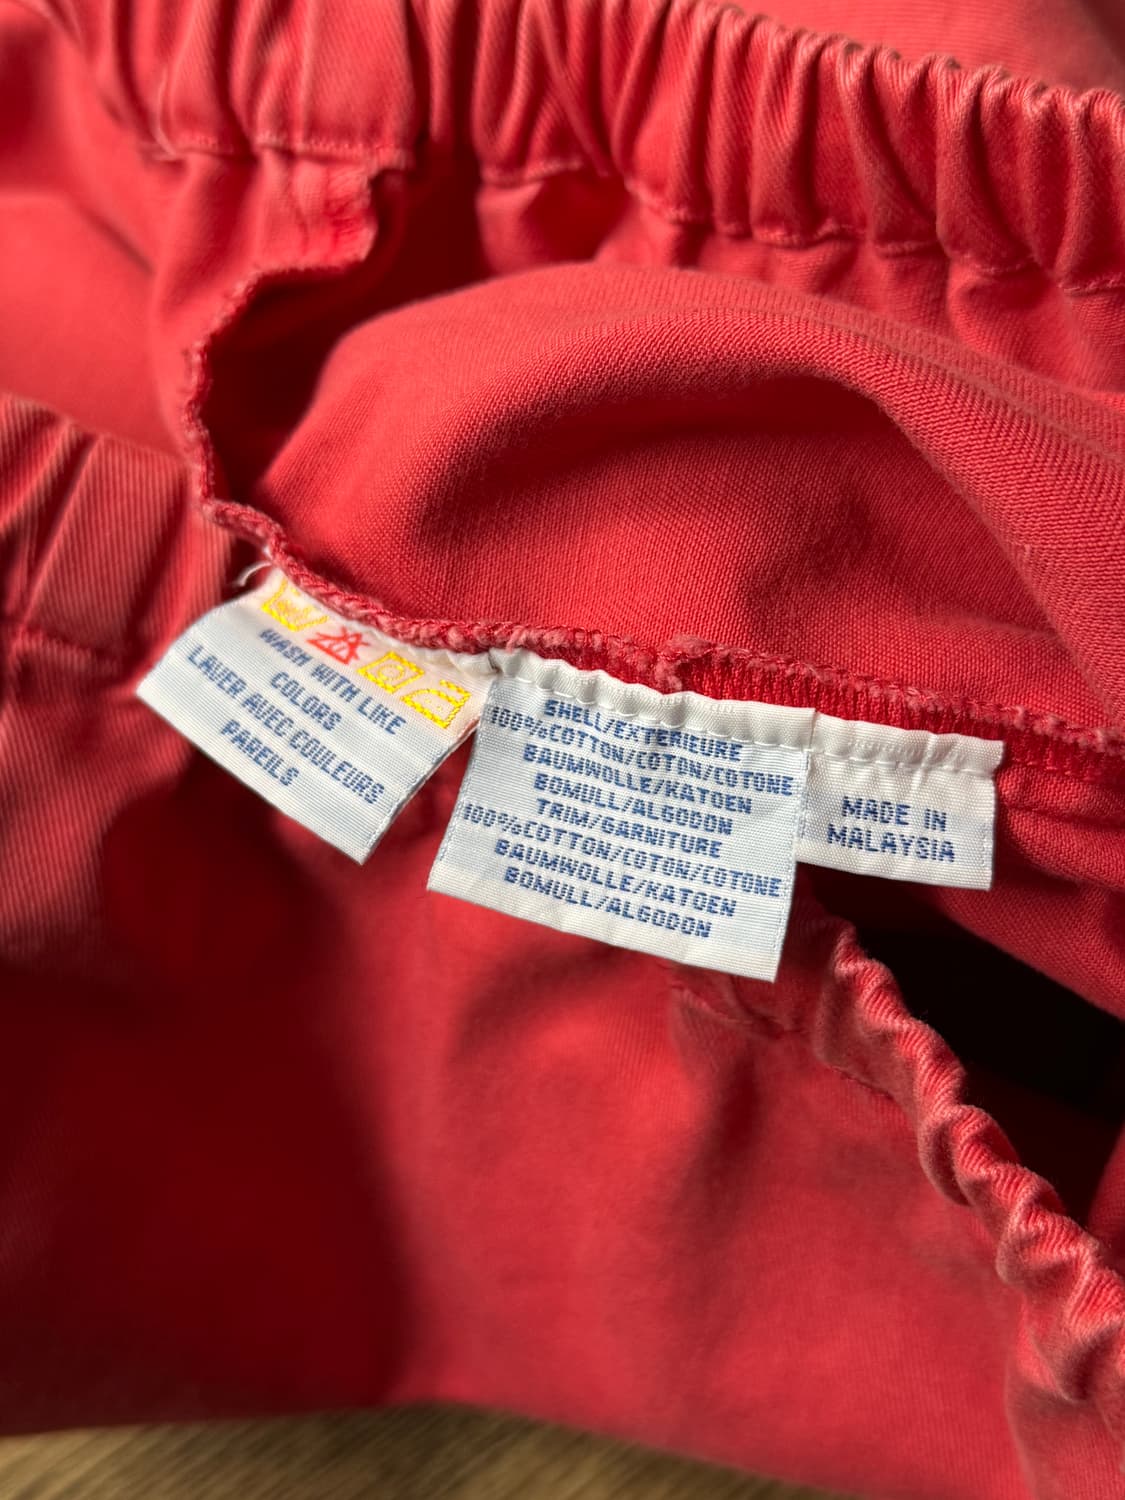 WASH WITH LIKE
COLORS
LAVER AVEC COULEURS
PAREILS
SHELL/EXTERIEURE
100%COTTON/COTON/COTONE
BAUMWOLLE/KATOEN
BOMULL/ALGODON
TRIM/GARNITURE
100%COTTON/COTON/COTONE
BAUMWOLLE/KATOEN
BOMULL/ALGODON
MADE IN
MALAYSIA